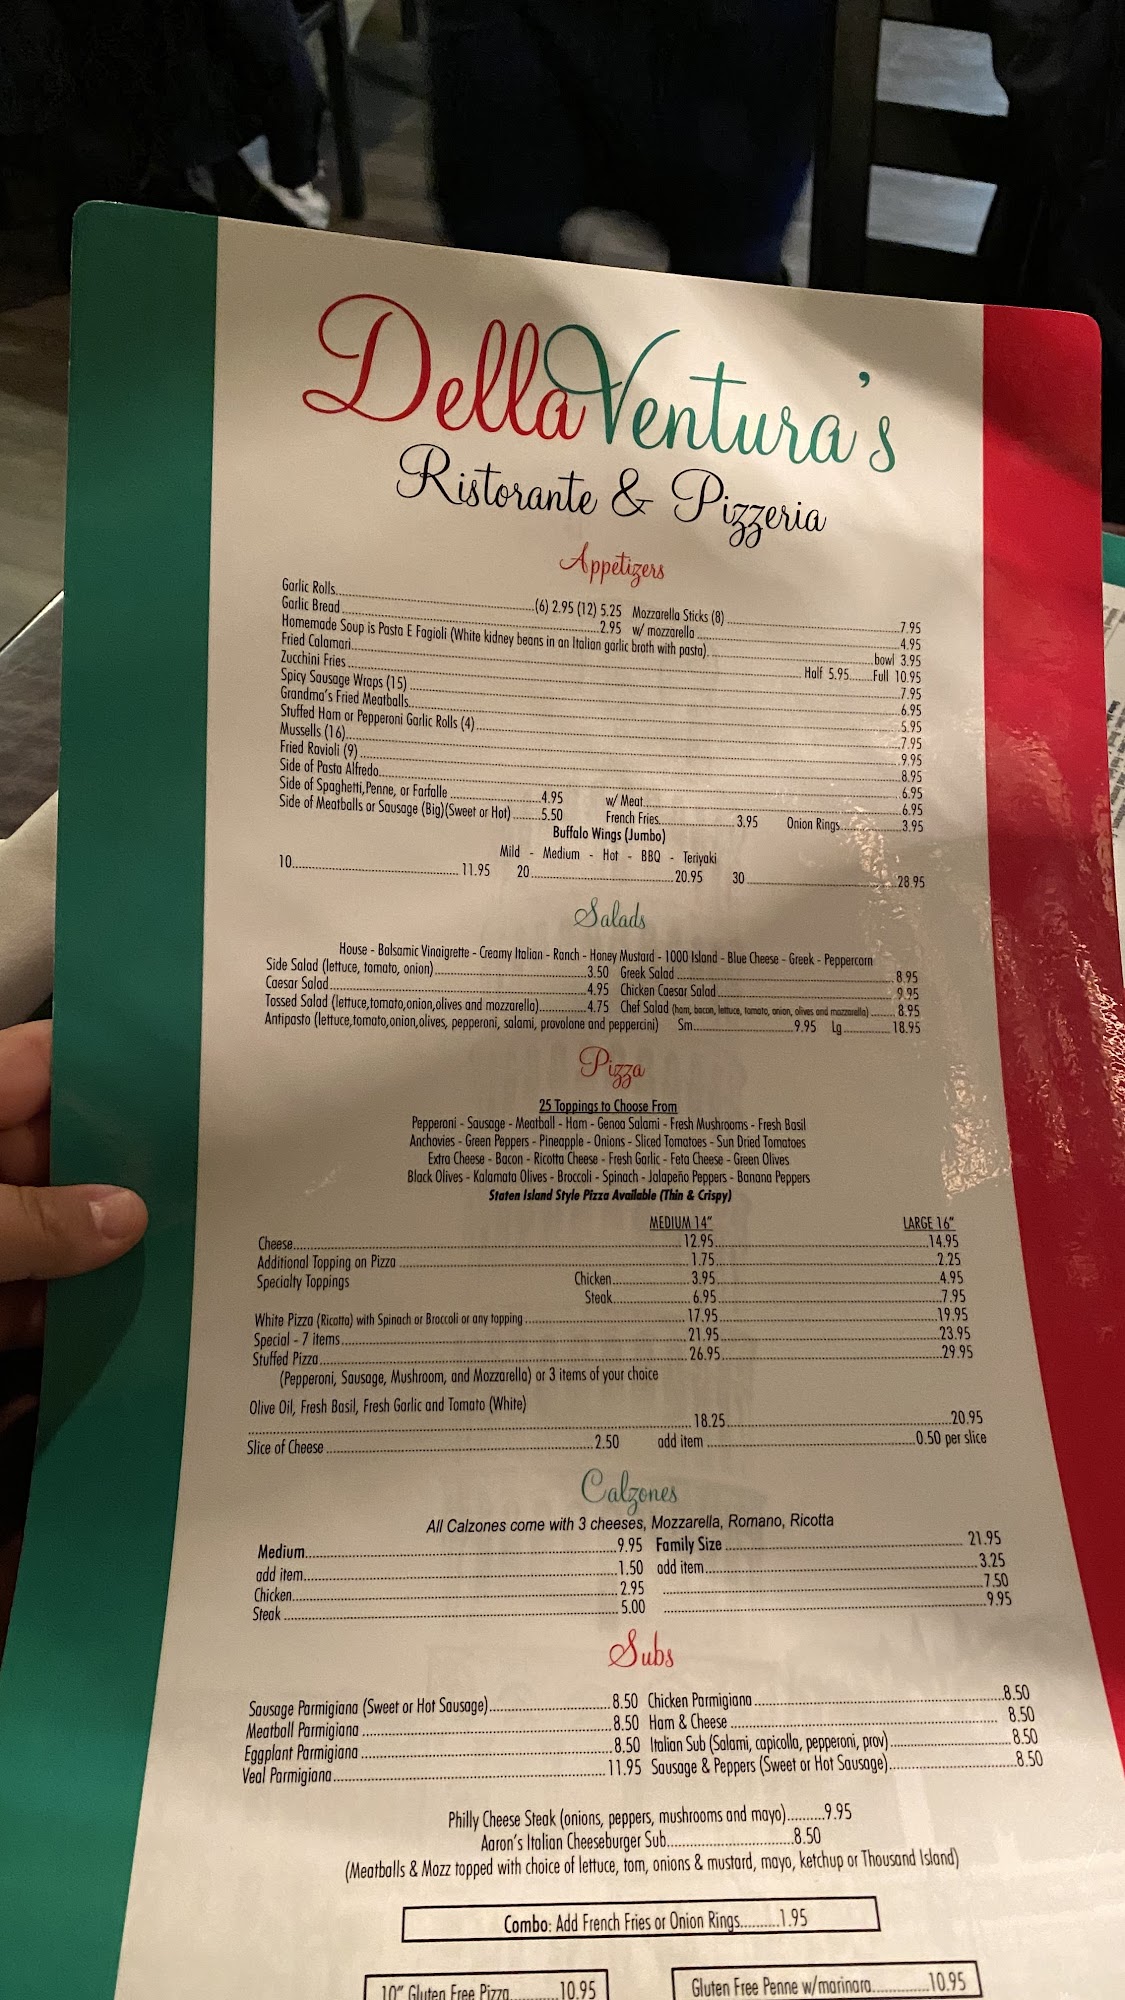 DellaVentura's
Ristorante & Pizzeria
Appetizers
Garlic Rolls (6) 2.95 (12) 5.25 Mozzarella Sticks (8) 7.95
Garlic Bread 2.95 w/ mozzarella 4.95
Homemade Soup is Pasta E Fagioli (White kidney beans in an Italian garlic broth with pasta) bowl 3.95
Fried Calamari Half 5.95 Full 10.95
Zucchini Fries 7.95
Spicy Sausage Wraps (15) 6.95
Grandma's Fried Meatballs 5.95
Stuffed Ham or Pepperoni Garlic Rolls (4) 7.95
Mussells (16) 9.95
Fried Ravioli (9) 8.95
Side of Pasta Alfredo 6.95
Side of Spaghetti,Penne, or Farfalle 4.95 w/ Meat 6.95
Side of Meatballs or Sausage (Big)(Sweet or Hot) 5.50 French Fries 3.95 Onion Rings 3.95
Buffalo Wings (Jumbo)
Mild - Medium - Hot - BBQ - Teriyaki
10 11.95 20 20.95 30 28.95
Salads
House - Balsamic Vinaigrette - Creamy Italian - Ranch - Honey Mustard - 1000 Island - Blue Cheese - Greek - Peppercorn
Side Salad (lettuce, tomato, onion) 3.50 Greek Salad 8.95
Caesar Salad 4.95 Chicken Caesar Salad 9.95
Tossed Salad (lettuce,tomato,onion,olives and mozzarella) 4.75 Chef Salad (ham, bacon, lettuce, tomato, onion, olives and mozzarella) 8.95
Antipasto (lettuce,tomato,onion,olives, pepperoni, salami, provolone and peppercini) Sm 9.95 Lg 18.95
Pizza
25 Toppings to Choose From
Pepperoni - Sausage - Meatball - Ham - Genoa Salami - Fresh Mushrooms - Fresh Basil
Anchovies - Green Peppers - Pineapple - Onions - Sliced Tomatoes - Sun Dried Tomatoes
Extra Cheese - Bacon - Ricotta Cheese - Fresh Garlic - Feta Cheese - Green Olives
Black Olives - Kalamata Olives - Broccoli - Spinach - Jalapeño Peppers - Banana Peppers
Staten Island Style Pizza Available (Thin & Crispy)
MEDIUM 14" LARGE 16"
Cheese 12.95 14.95
Additional Topping on Pizza 1.75 2.25
Specialty Toppings Chicken 3.95 4.95
Steak 6.95 7.95
White Pizza (Ricotta) with Spinach or Broccoli or any topping 17.95 19.95
Special - 7 items 21.95 23.95
Stuffed Pizza 26.95 29.95
(Pepperoni, Sausage, Mushroom, and Mozzarella) or 3 items of your choice
Olive Oil, Fresh Basil, Fresh Garlic and Tomato (White)
18.25 20.95
Slice of Cheese 2.50 add item 0.50 per slice
Calzones
All Calzones come with 3 cheeses, Mozzarella, Romano, Ricotta
Medium 9.95 Family Size 21.95
add item 1.50 add item 3.25
Chicken 2.95 7.50
Steak 5.00 9.95
Subs
Sausage Parmigiana (Sweet or Hot Sausage) 8.50 Chicken Parmigiana 8.50
Meatball Parmigiana 8.50 Ham & Cheese 8.50
Eggplant Parmigiana 8.50 Italian Sub (Salami, capicolla, pepperoni, prov) 8.50
Veal Parmigiana 11.95 Sausage & Peppers (Sweet or Hot Sausage) 8.50
Philly Cheese Steak (onions, peppers, mushrooms and mayo) 9.95
Aaron's Italian Cheeseburger Sub 8.50
(Meatballs & Mozz topped with choice of lettuce, tom, onions & mustard, mayo, ketchup or Thousand Island)
Combo: Add French Fries or Onion Rings 1.95
10" Gluten Free Pizza 10.95 Gluten Free Penne w/marinara 10.95